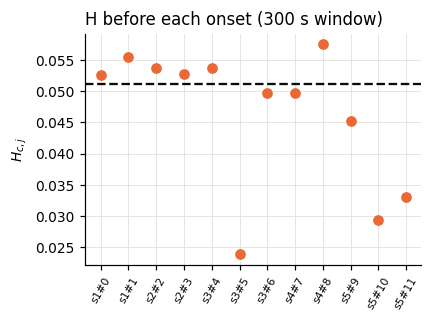 H before each onset (300 s window)
0.055
0.050
0.045
0.040
0.035
0.030
0.025
H_{c,j}
s1#0
s1#1
s2#2
s2#3
s3#4
s3#5
s3#6
s4#7
s4#8
s5#9
s5#10
s5#11